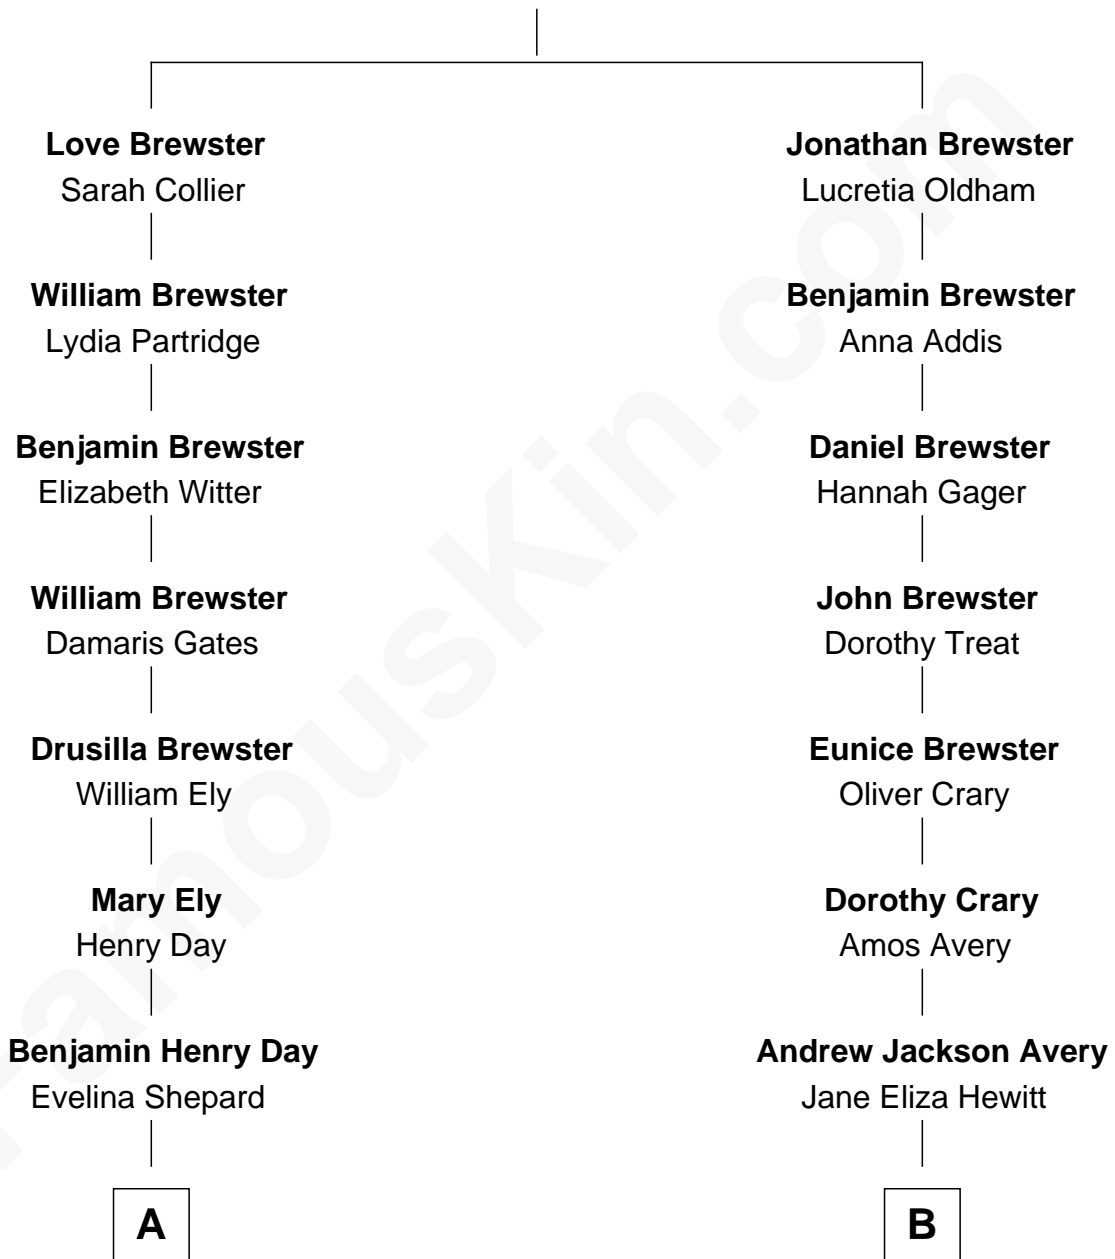 Love Brewster
Sarah Collier
William Brewster
Lydia Partridge
Benjamin Brewster
Elizabeth Witter
William Brewster
Damaris Gates
Drusilla Brewster
William Ely
Mary Ely
Henry Day
Benjamin Henry Day
Evelina Shepard
A
Jonathan Brewster
Lucretia Oldham
Benjamin Brewster
Anna Addis
Daniel Brewster
Hannah Gager
John Brewster
Dorothy Treat
Eunice Brewster
Oliver Crary
Dorothy Crary
Amos Avery
Andrew Jackson Avery
Jane Eliza Hewitt
B
FamousKin.com